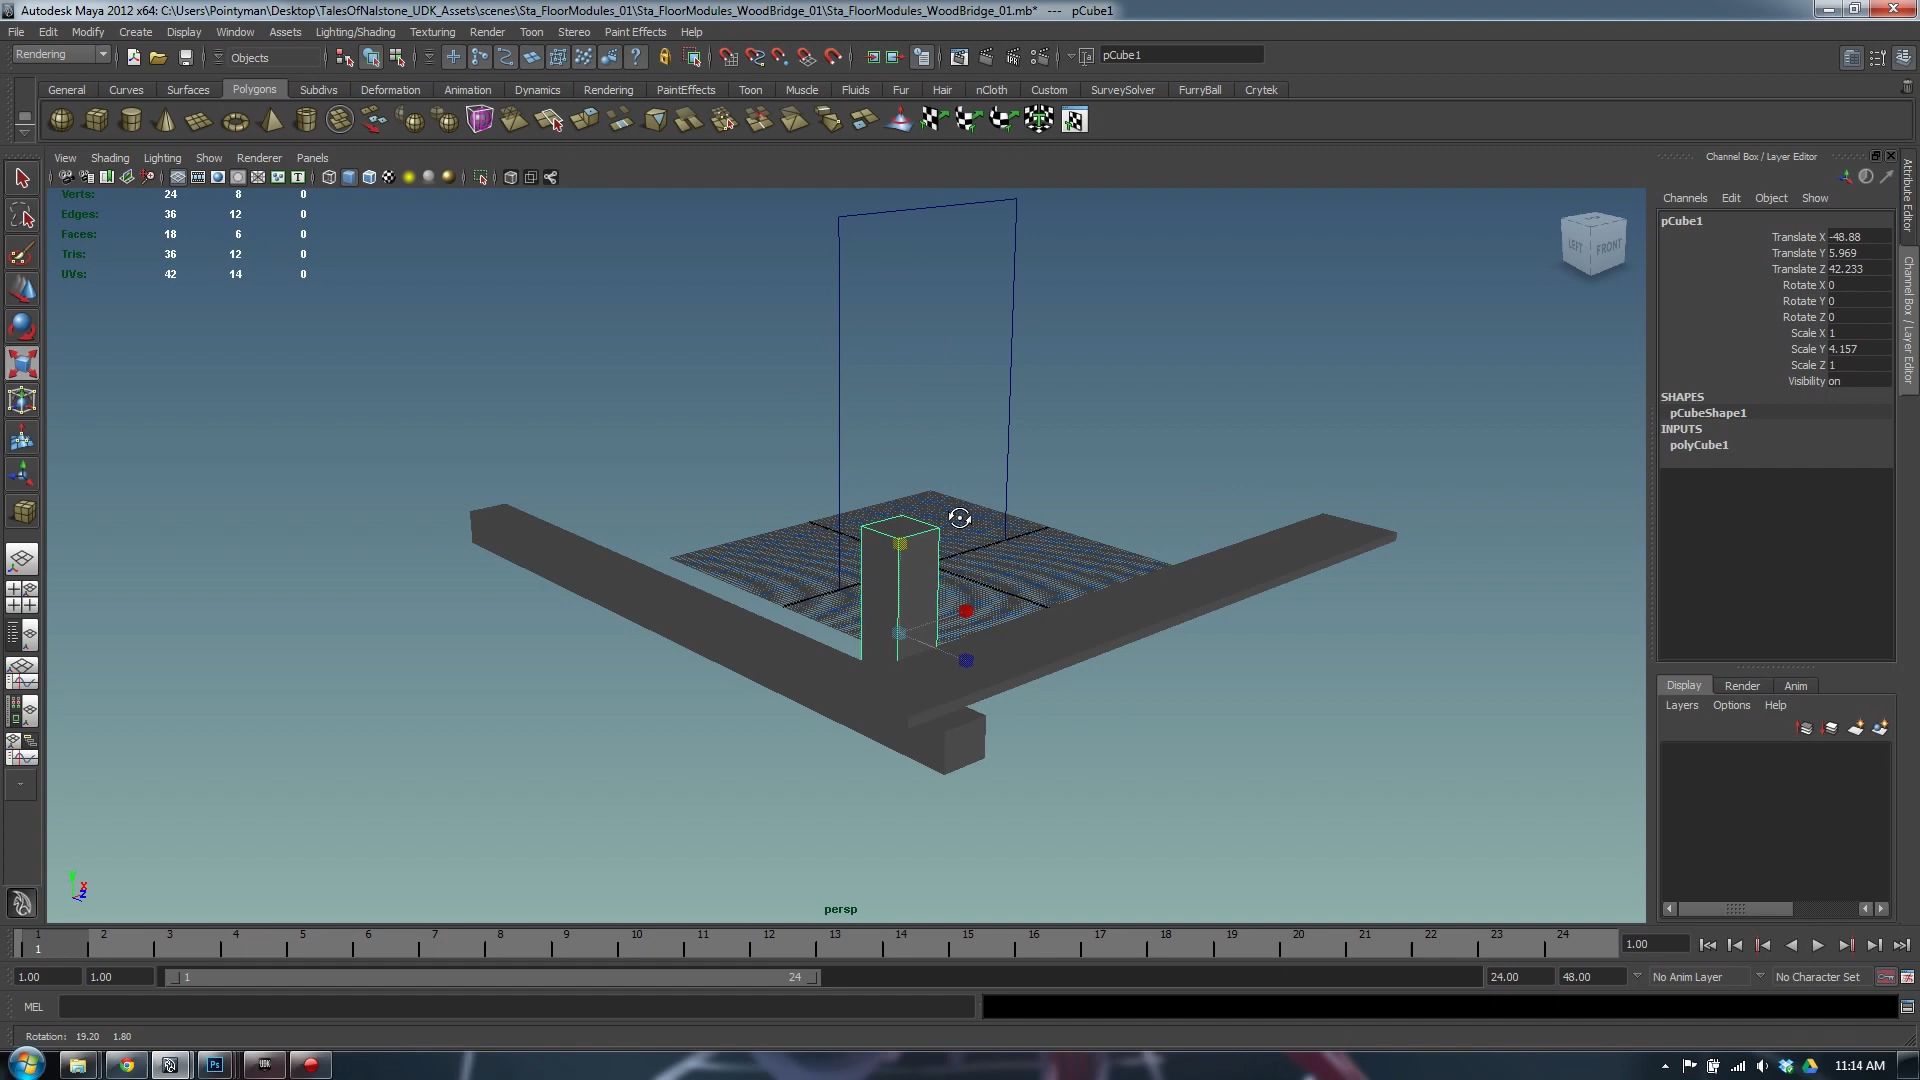 Autodesk Maya 2012 x64: C:\Users\Pointyman\Desktop\TalesOfNalstone_UDK_Assets\scenes\Sta_FloorModules_01\Sta_FloorModules_WoodBridge_01\Sta_FloorModules_WoodBridge_01.mb* --- pCube1
File Edit Modify Create Display Window Assets Lighting/Shading Texturing Render Toon Stereo Paint Effects Muscle Help
Rendering Objects pCube1
General Curves Surfaces Polygons Subdivs Deformation Animation Dynamics Rendering PaintEffects Toon Muscle Fluids Fur Hair nCloth Custom SurveySolver FurryBall Crytek
View Shading Lighting Show Renderer Panels
Verts: 24 8 0
Edges: 36 12 0
Faces: 18 6 0
Tris: 36 12 0
UVs: 42 14 0
LEFT FRONT
persp
Channel Box / Layer Editor
Channels Edit Object Show
pCube1
Translate X -48.88
Translate Y 5.969
Translate Z 42.233
Rotate X 0
Rotate Y 0
Rotate Z 0
Scale X 1
Scale Y 4.157
Scale Z 1
Visibility on
SHAPES
pCubeShape1
INPUTS
polyCube1
Attribute Editor
Channel Box / Layer Editor
Display Render Anim
Layers Options Help
1 2 3 4 5 6 7 8 9 10 11 12 13 14 15 16 17 18 19 20 21 22 23 24
1 1.00
1.00 1.00 1 24 24.00 48.00 No Anim Layer No Character Set
MEL
Rotation: 19.20 1.80
Ps UDK 11:14 AM